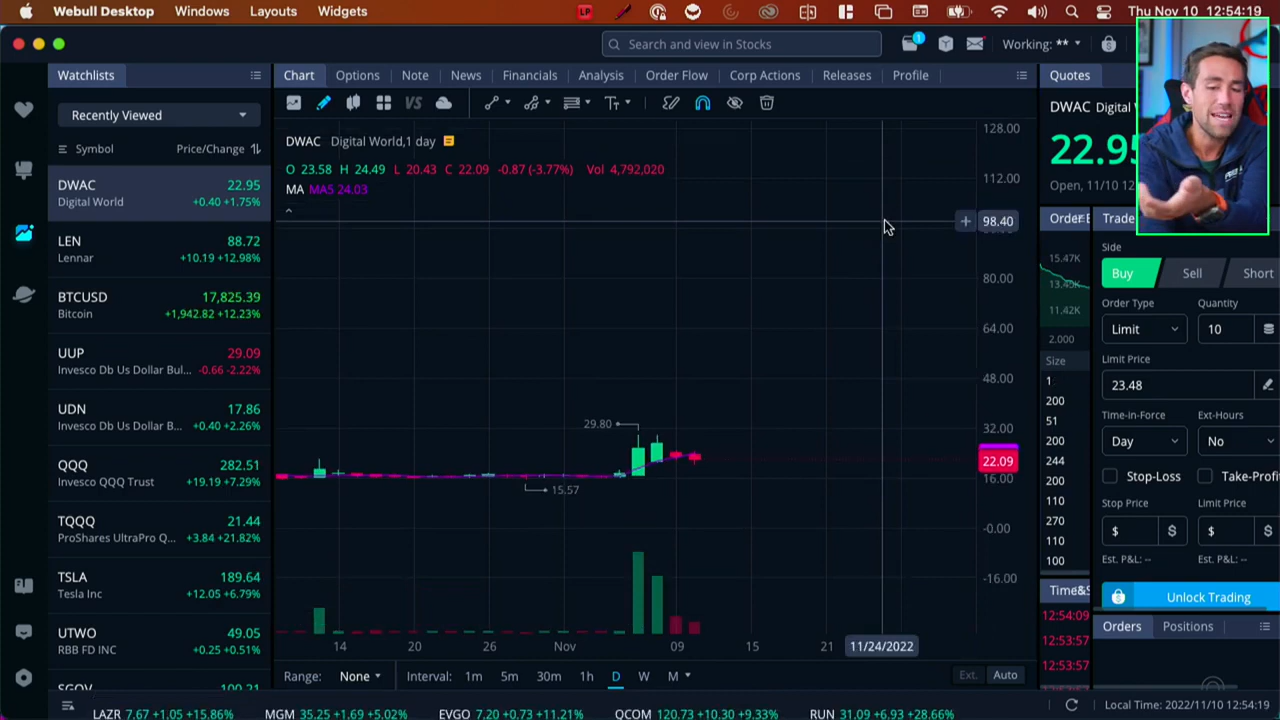 Webull Desktop Windows Layouts Widgets
Thu Nov 10 12:54:19
Search and view in Stocks
1
Working: **
Watchlists
Recently Viewed
Symbol Price/Change
DWAC 22.95
Digital World +0.40 +1.75%
LEN 88.72
Lennar +10.19 +12.98%
BTCUSD 17,825.39
Bitcoin +1,942.82 +12.23%
UUP 29.09
Invesco Db Us Dollar Bul... -0.66 -2.22%
UDN 17.86
Invesco Db Us Dollar B... +0.40 +2.26%
QQQ 282.51
Invesco QQQ Trust +19.19 +7.29%
TQQQ 21.44
ProShares UltraPro Q... +3.84 +21.82%
TSLA 189.64
Tesla Inc +12.05 +6.79%
UTWO 49.05
RBB FD INC +0.25 +0.51%
SGOV 100.21
Chart Options Note News Financials Analysis Order Flow Corp Actions Releases Profile
VS
DWAC Digital World,1 day
O 23.58 H 24.49 L 20.43 C 22.09 -0.87 (-3.77%) Vol 4,792,020
MA MA5 24.03
128.00
112.00
98.40
80.00
64.00
48.00
32.00
22.09
16.00
-0.00
-16.00
29.80
15.57
14 20 26 Nov 09 15 21 11/24/2022
Range: None Interval: 1m 5m 30m 1h D W M Ext. Auto
Quotes
DWAC Digital
22.95
Open, 11/10 12
Trade
15.47K
13.45K
11.42K
2.000
Size
1
200
51
200
244
200
110
270
110
100
12:54:09
12:53:57
12:53:57
Side
Buy Sell Short
Order Type Quantity
Limit 10
Limit Price
23.48
Time-in-Force Ext-Hours
Day No
Stop-Loss Take-Profit
Stop Price Limit Price
$ $ $ $
Est. P&L: -- Est. P&L: --
Unlock Trading
Orders Positions
LAZR 7.67 +1.05 +15.86% MGM 35.25 +1.69 +5.02% EVGO 7.20 +0.73 +11.21% QCOM 120.73 +10.30 +9.33% RUN 31.09 +6.93 +28.66%
Local Time: 2022/11/10 12:54:19